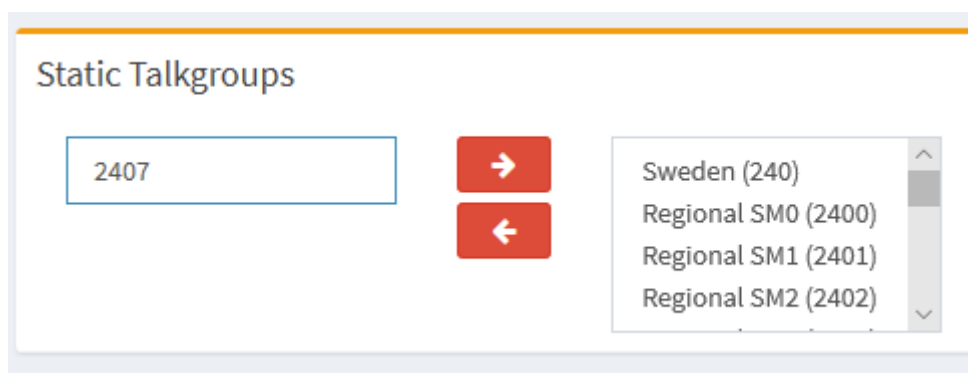 Static Talkgroups
2407
Sweden (240)
Regional SM0 (2400)
Regional SM1 (2401)
Regional SM2 (2402)